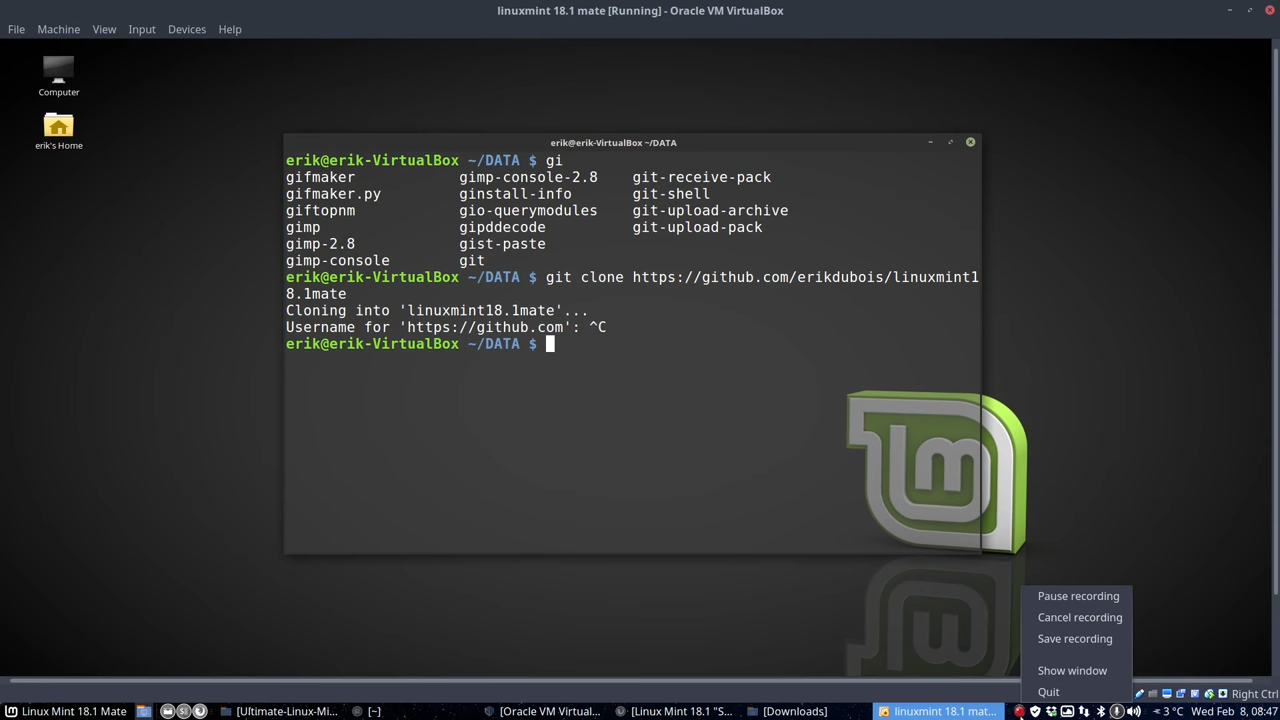 linuxmint 18.1 mate [Running] - Oracle VM VirtualBox
File Machine View Input Devices Help
Computer
erik's Home
erik@erik-VirtualBox ~/DATA
erik@erik-VirtualBox ~/DATA $ gi
gifmaker gimp-console-2.8 git-receive-pack
gifmaker.py ginstall-info git-shell
giftopnm gio-querymodules git-upload-archive
gimp gipddecode git-upload-pack
gimp-2.8 gist-paste
gimp-console git
erik@erik-VirtualBox ~/DATA $ git clone https://github.com/erikdubois/linuxmint1
8.1mate
Cloning into 'linuxmint18.1mate'...
Username for 'https://github.com': ^C
erik@erik-VirtualBox ~/DATA $
lm
Pause recording
Cancel recording
Save recording
Show window
Quit
Right Ctrl
Linux Mint 18.1 Mate [Ultimate-Linux-Mi... [~] [Oracle VM Virtual... [Linux Mint 18.1 "S... [Downloads] linuxmint 18.1 mat... 3 °C Wed Feb 8, 08:47